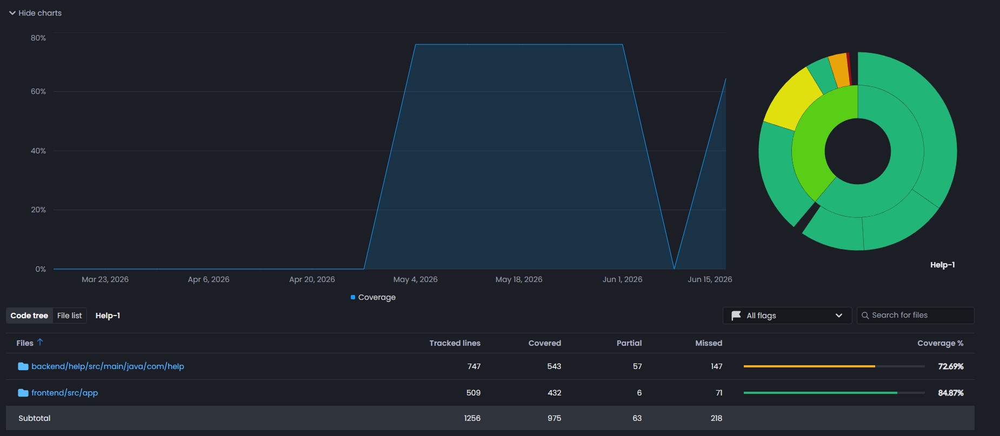 Hide charts
80%
60%
40%
20%
0%
Mar 23, 2026 Apr 6, 2026 Apr 20, 2026 May 4, 2026 May 18, 2026 Jun 1, 2026 Jun 15, 2026
Coverage
Help-1
Code tree File list Help-1 All flags Search for files
Files Tracked lines Covered Partial Missed Coverage %
backend/help/src/main/java/com/help 747 543 57 147 72.69%
frontend/src/app 509 432 6 71 84.87%
Subtotal 1256 975 63 218